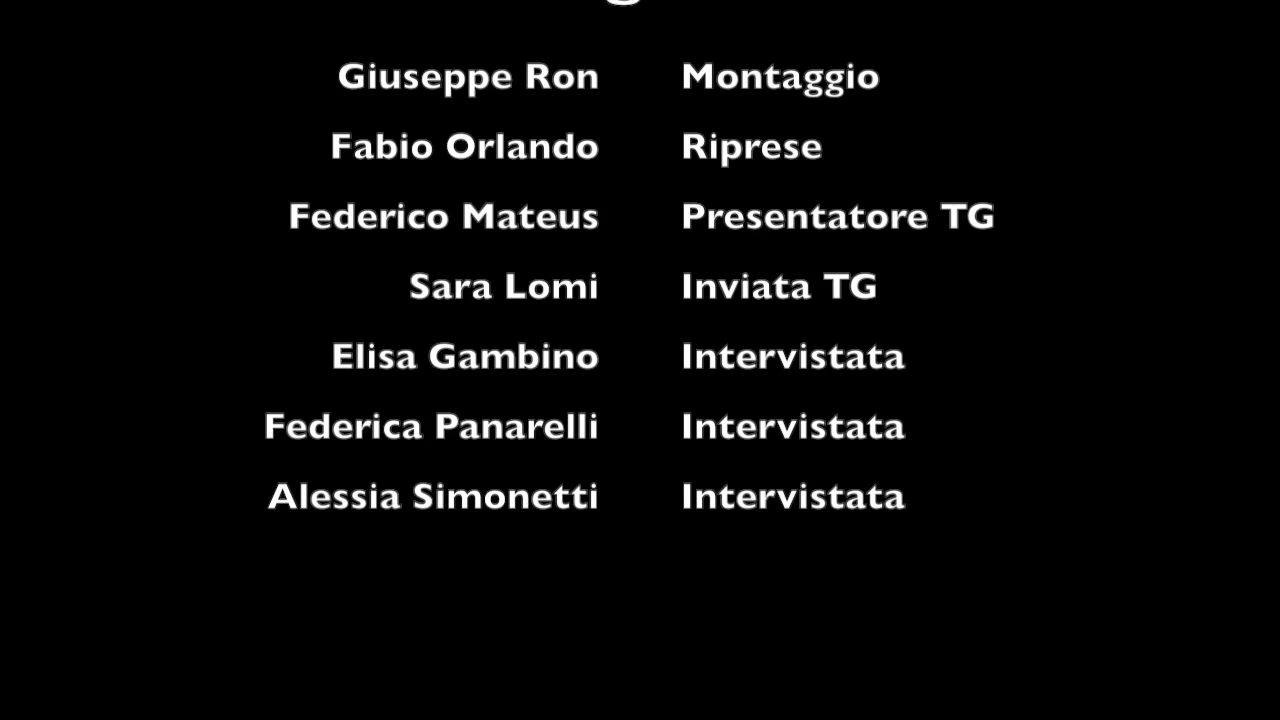 Giuseppe Ron Montaggio
Fabio Orlando Riprese
Federico Mateus Presentatore TG
Sara Lomi Inviata TG
Elisa Gambino Intervistata
Federica Panarelli Intervistata
Alessia Simonetti Intervistata